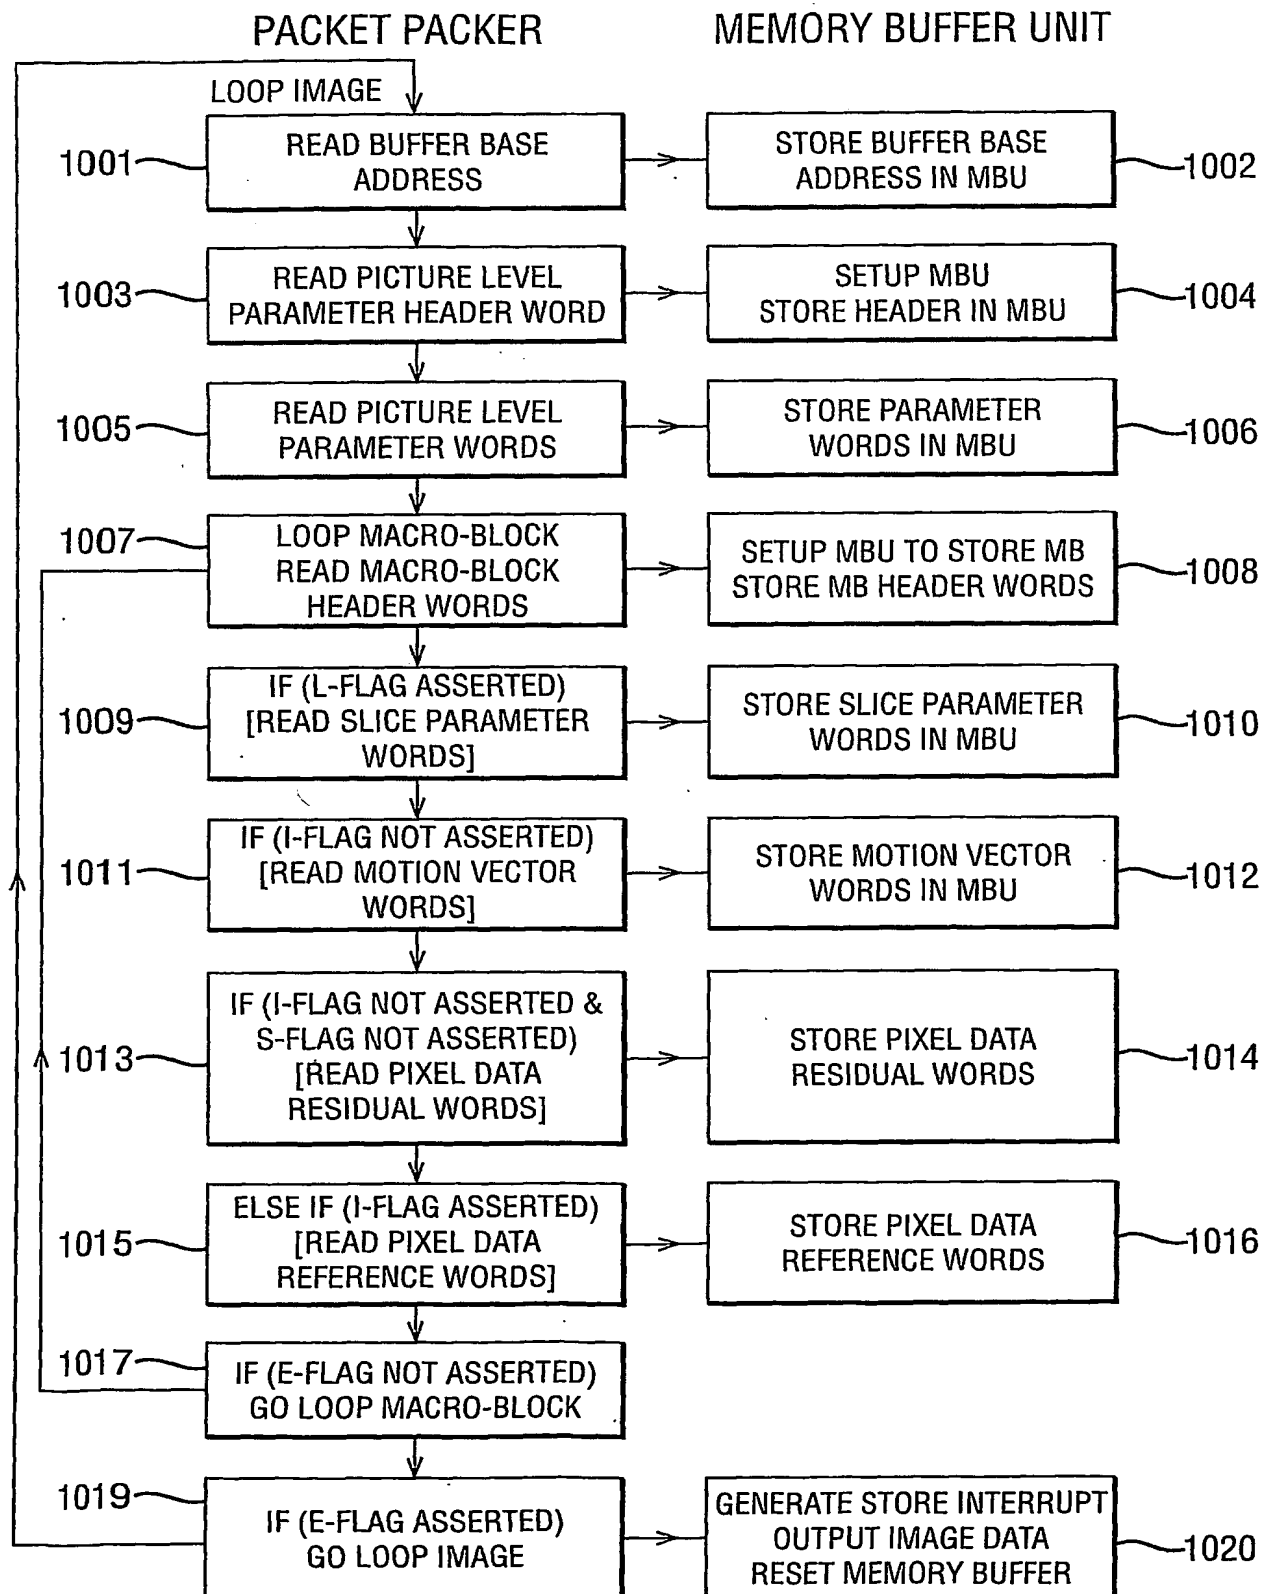 PACKET PACKER
MEMORY BUFFER UNIT
LOOP IMAGE
1001
READ BUFFER BASE
ADDRESS
STORE BUFFER BASE
ADDRESS IN MBU
1002
1003
READ PICTURE LEVEL
PARAMETER HEADER WORD
SETUP MBU
STORE HEADER IN MBU
1004
1005
READ PICTURE LEVEL
PARAMETER WORDS
STORE PARAMETER
WORDS IN MBU
1006
1007
LOOP MACRO-BLOCK
READ MACRO-BLOCK
HEADER WORDS
SETUP MBU TO STORE MB
STORE MB HEADER WORDS
1008
1009
IF (L-FLAG ASSERTED)
[READ SLICE PARAMETER
WORDS]
STORE SLICE PARAMETER
WORDS IN MBU
1010
1011
IF (I-FLAG NOT ASSERTED)
[READ MOTION VECTOR
WORDS]
STORE MOTION VECTOR
WORDS IN MBU
1012
1013
IF (I-FLAG NOT ASSERTED &
S-FLAG NOT ASSERTED)
[READ PIXEL DATA
RESIDUAL WORDS]
STORE PIXEL DATA
RESIDUAL WORDS
1014
1015
ELSE IF (I-FLAG ASSERTED)
[READ PIXEL DATA
REFERENCE WORDS]
STORE PIXEL DATA
REFERENCE WORDS
1016
1017
IF (E-FLAG NOT ASSERTED)
GO LOOP MACRO-BLOCK
1019
IF (E-FLAG ASSERTED)
GO LOOP IMAGE
GENERATE STORE INTERRUPT
OUTPUT IMAGE DATA
RESET MEMORY BUFFER
1020